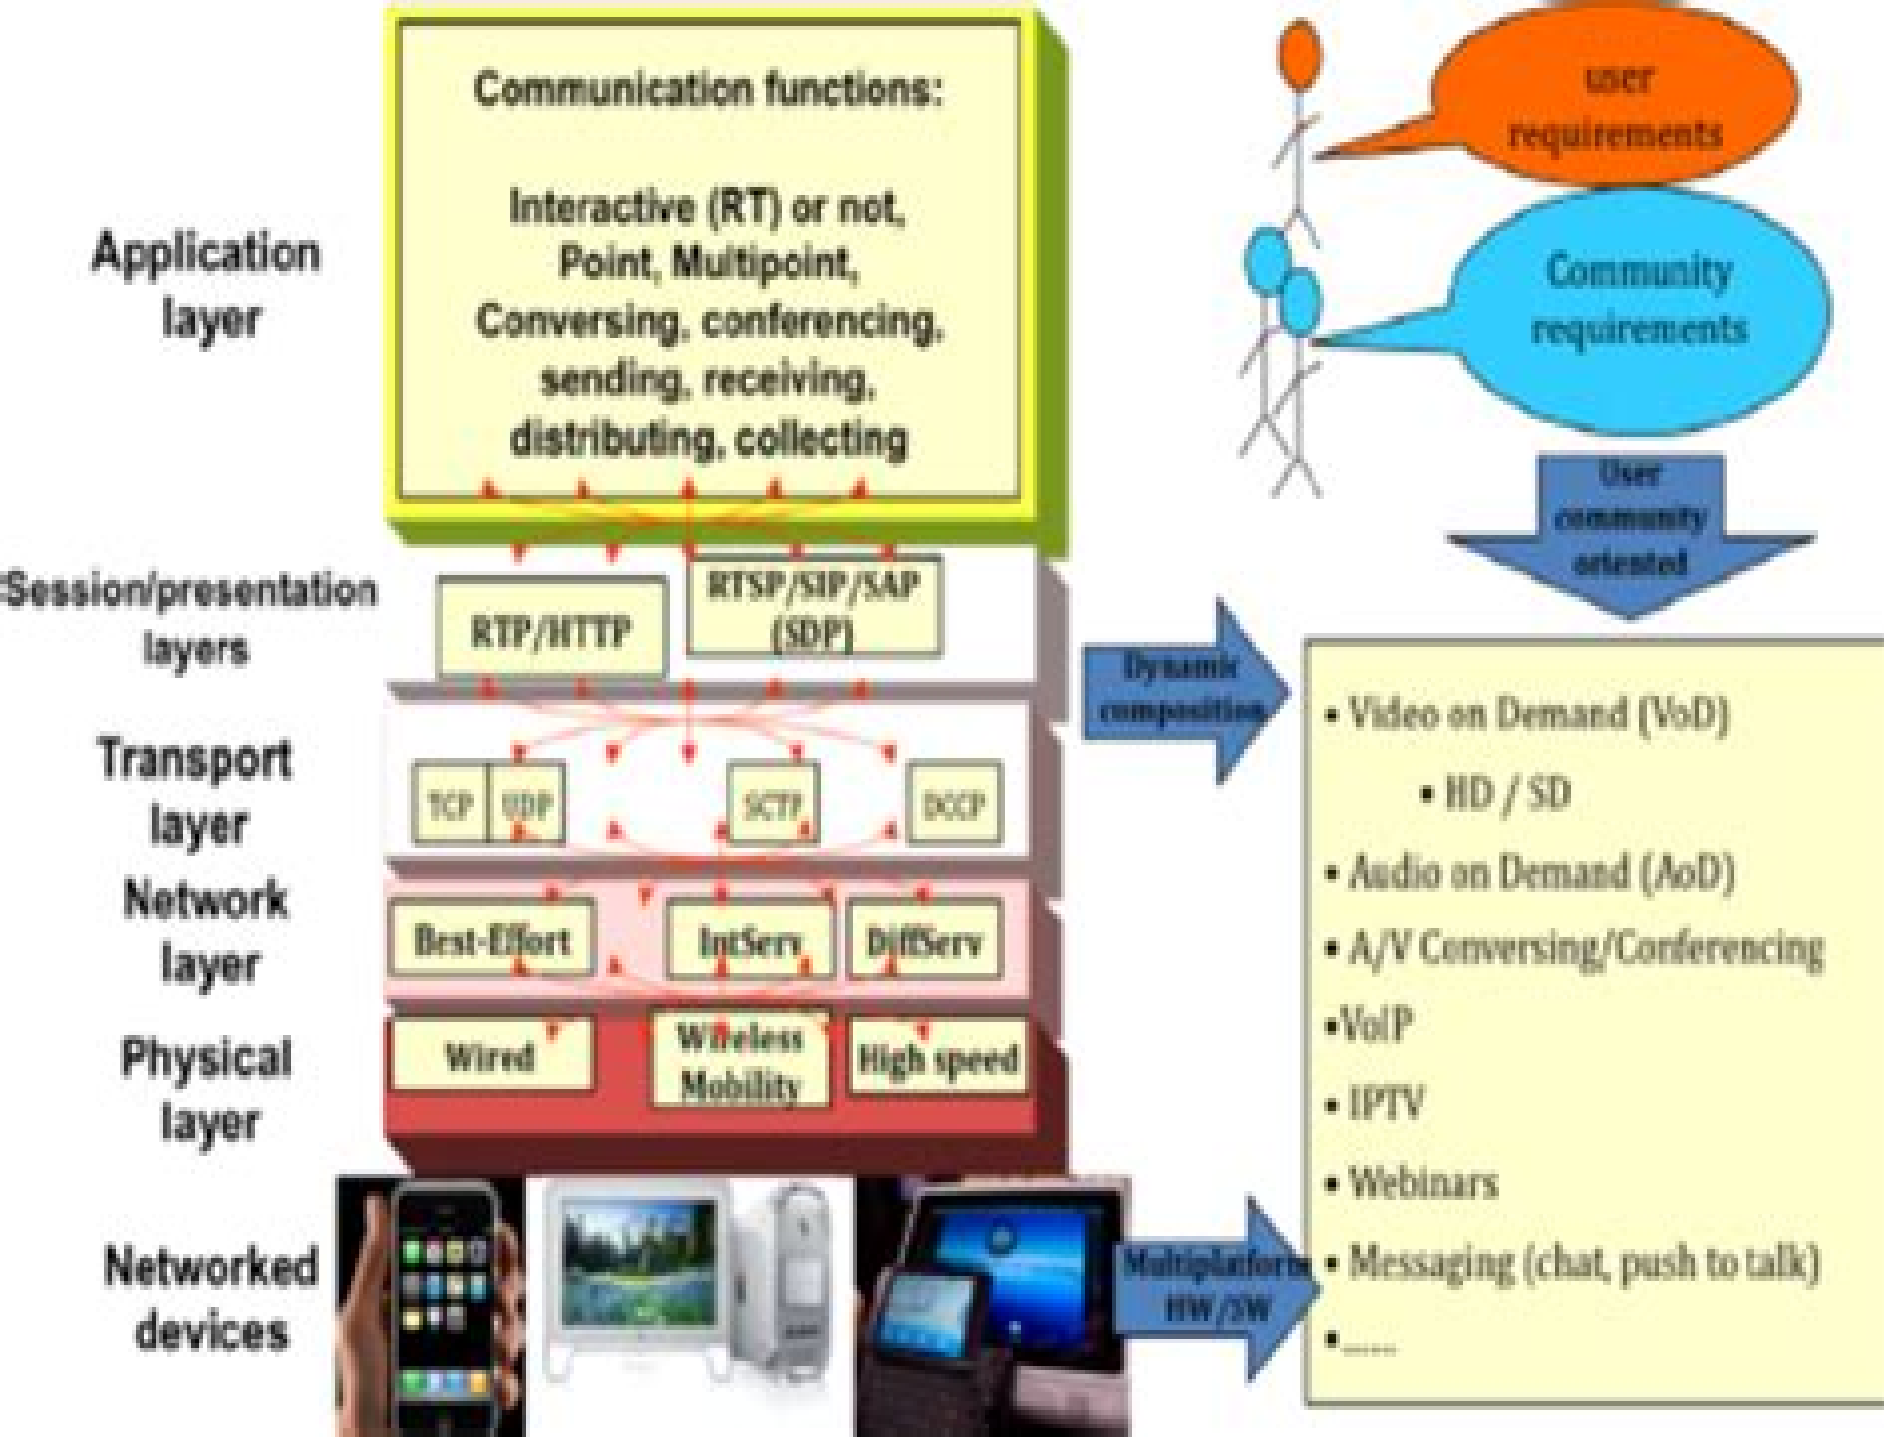 Communication functions:
Interactive (RT) or not,
Point, Multipoint,
Conversing, conferencing,
sending, receiving,
distributing, collecting
Application
layer
Session/presentation
layers
RTP/HTTP
RTSP/SIP/SAP
(SDP)
Transport
layer
TCP
UDP
SCTP
DCCP
Network
layer
Best-Effort
IntServ
DiffServ
Physical
layer
Wired
Wireless
Mobility
High speed
Networked
devices
user
requirements
Community
requirements
User
community
oriented
Dynamic
composition
Multiplatform
HW/SW
• Video on Demand (VoD)
• HD / SD
• Audio on Demand (AoD)
• A/V Conversing/Conferencing
•VoIP
• IPTV
• Webinars
• Messaging (chat, push to talk)
•......